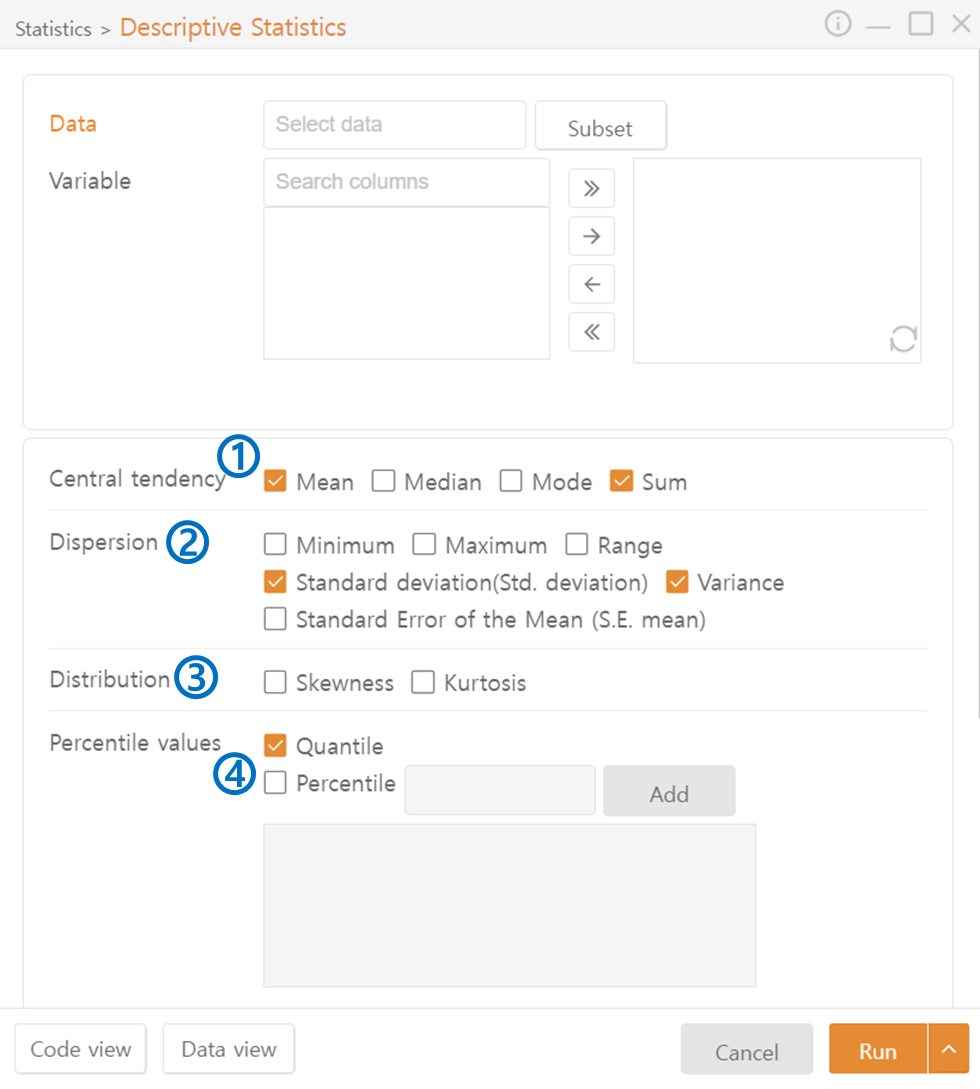 Statistics > Descriptive Statistics
Data Select data Subset
Variable Search columns
①
Central tendency Mean Median Mode Sum
Dispersion ② Minimum Maximum Range
Standard deviation(Std. deviation) Variance
Standard Error of the Mean (S.E. mean)
Distribution ③ Skewness Kurtosis
Percentile values Quantile
④ Percentile Add
Code view Data view Cancel Run